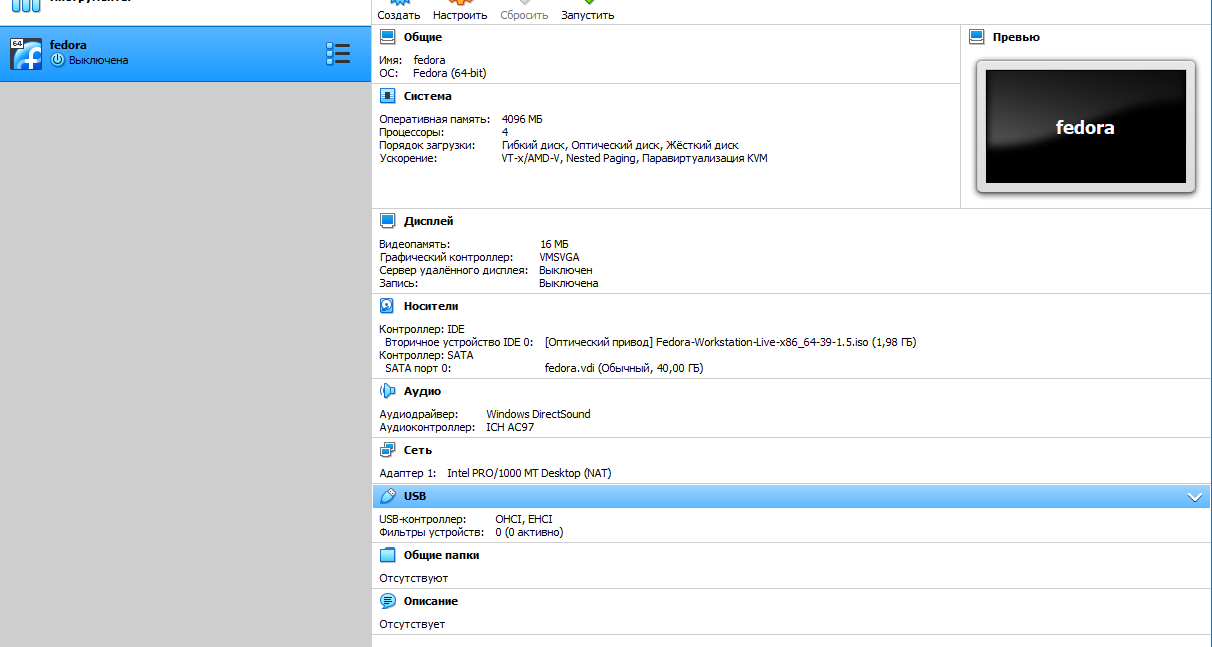 Создать Настроить Сбросить Запустить
64
fedora
Выключена
Общие
Имя: fedora
ОС: Fedora (64-bit)
Превью
fedora
Система
Оперативная память: 4096 МБ
Процессоры: 4
Порядок загрузки: Гибкий диск, Оптический диск, Жёсткий диск
Ускорение: VT-x/AMD-V, Nested Paging, Паравиртуализация KVM
Дисплей
Видеопамять: 16 МБ
Графический контроллер: VMSVGA
Сервер удалённого дисплея: Выключен
Запись: Выключена
Носители
Контроллер: IDE
Вторичное устройство IDE 0: [Оптический привод] Fedora-Workstation-Live-x86_64-39-1.5.iso (1,98 ГБ)
Контроллер: SATA
SATA порт 0: fedora.vdi (Обычный, 40,00 ГБ)
Аудио
Аудиодрайвер: Windows DirectSound
Аудиоконтроллер: ICH AC97
Сеть
Адаптер 1: Intel PRO/1000 MT Desktop (NAT)
USB
USB-контроллер: OHCI, EHCI
Фильтры устройств: 0 (0 активно)
Общие папки
Отсутствуют
Описание
Отсутствует